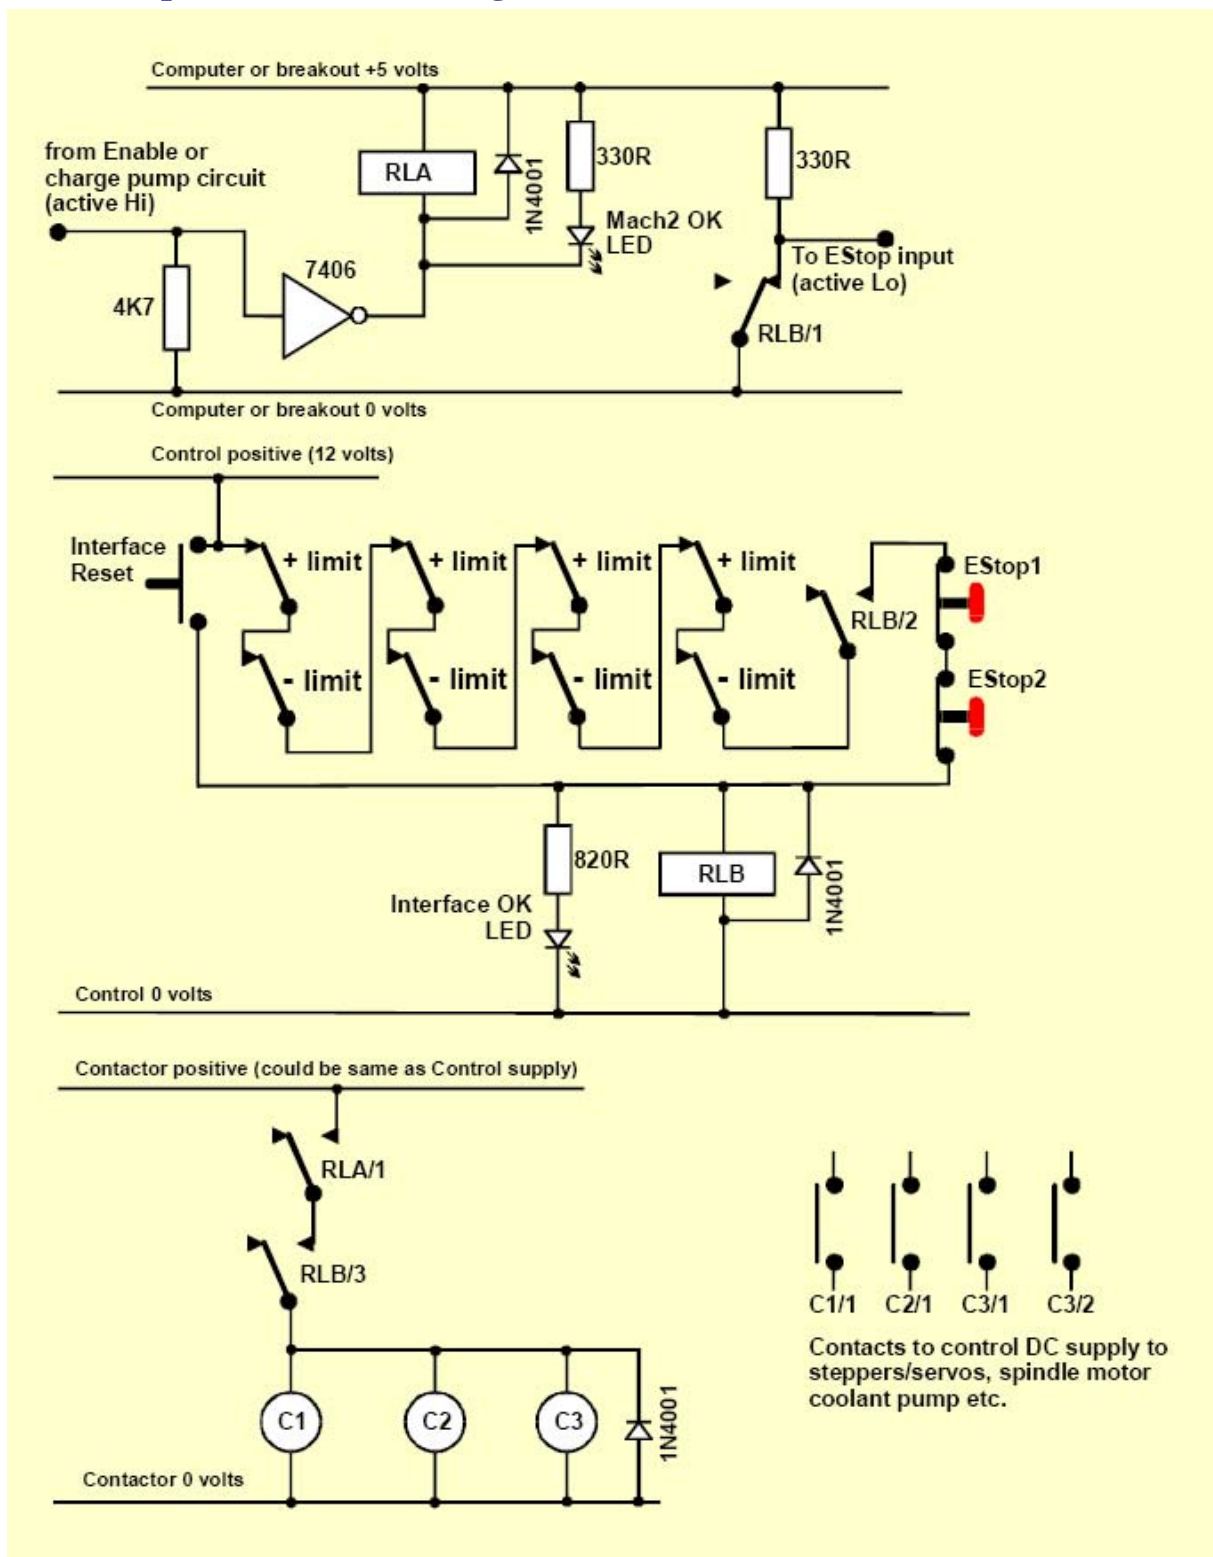 Computer or breakout +5 volts
from Enable or
charge pump circuit
(active Hi)
RLA
1N4001
330R
330R
Mach2 OK
LED
To EStop input
(active Lo)
7406
4K7
RLB/1
Computer or breakout 0 volts
Control positive (12 volts)
Interface
Reset
+ limit
+ limit
+ limit
+ limit
EStop1
RLB/2
- limit
- limit
- limit
- limit
EStop2
820R
RLB
1N4001
Interface OK
LED
Control 0 volts
Contactor positive (could be same as Control supply)
RLA/1
RLB/3
C1/1
C2/1
C3/1
C3/2
Contacts to control DC supply to
steppers/servos, spindle motor
coolant pump etc.
C1
C2
C3
1N4001
Contactor 0 volts